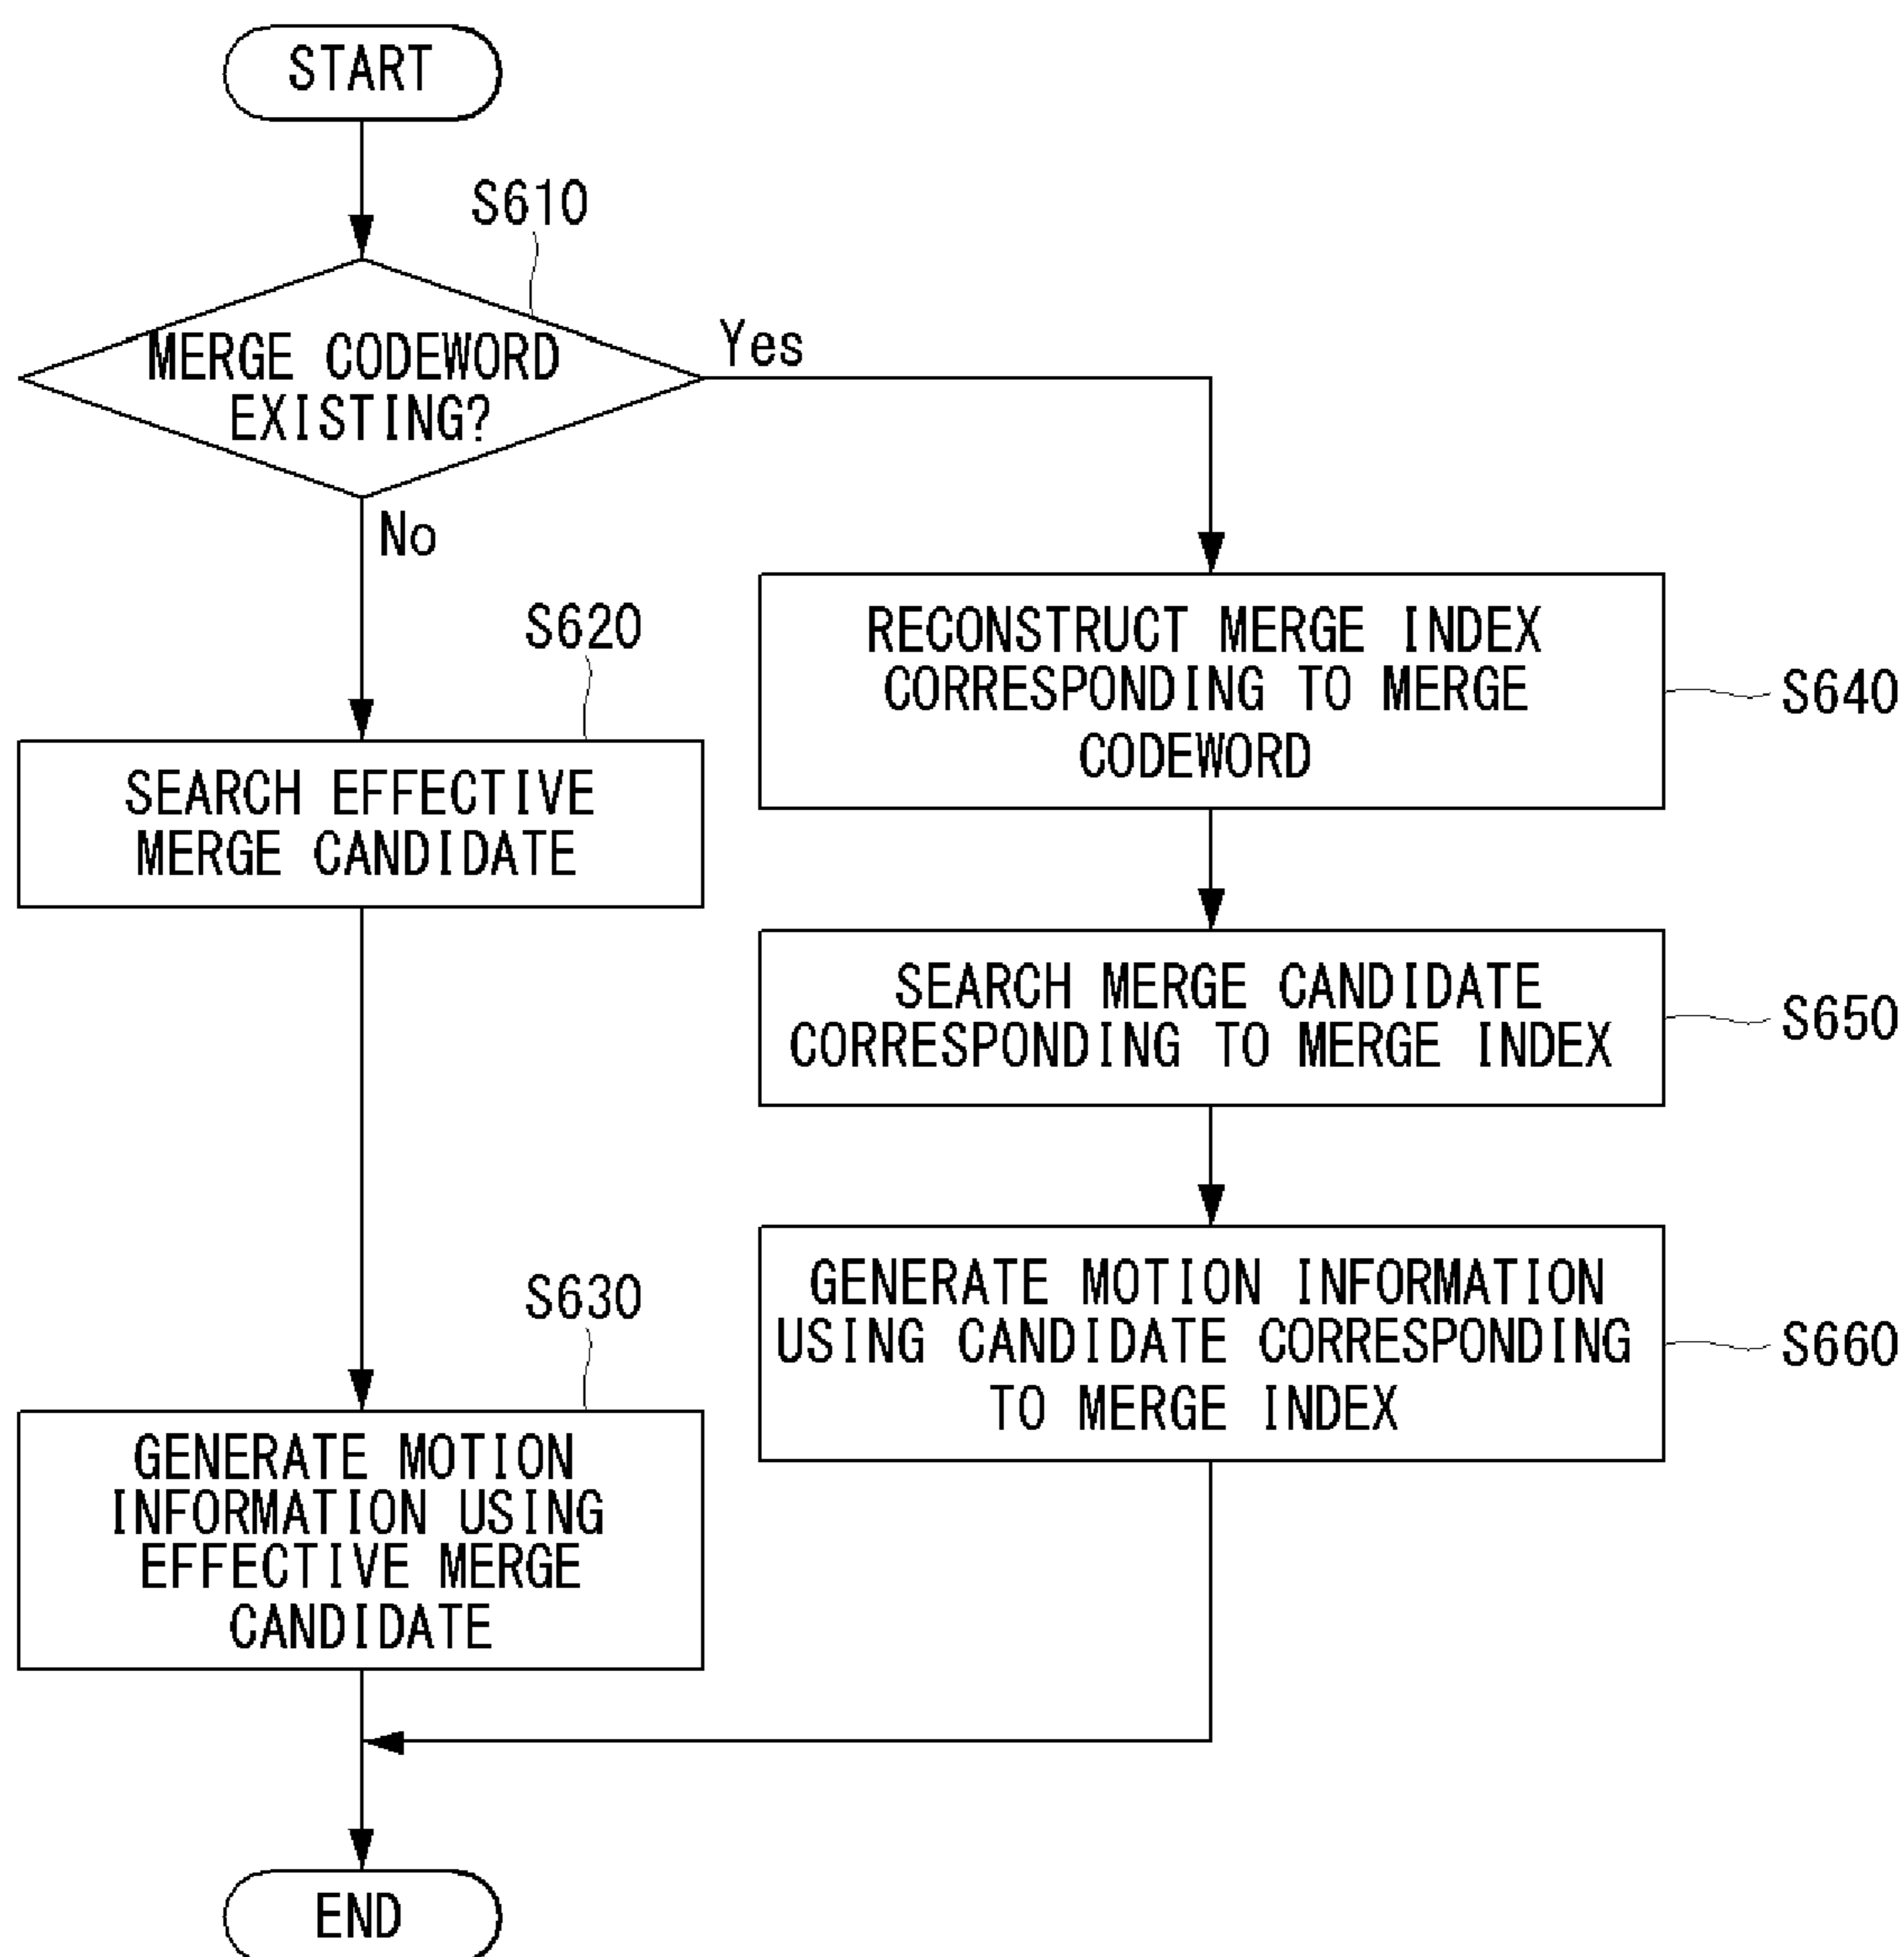 START
S610
MERGE CODEWORD
EXISTING?
Yes
No
S620
SEARCH EFFECTIVE
MERGE CANDIDATE
S630
GENERATE MOTION
INFORMATION USING
EFFECTIVE MERGE
CANDIDATE
RECONSTRUCT MERGE INDEX
CORRESPONDING TO MERGE
CODEWORD
S640
SEARCH MERGE CANDIDATE
CORRESPONDING TO MERGE INDEX
S650
GENERATE MOTION INFORMATION
USING CANDIDATE CORRESPONDING
TO MERGE INDEX
S660
END